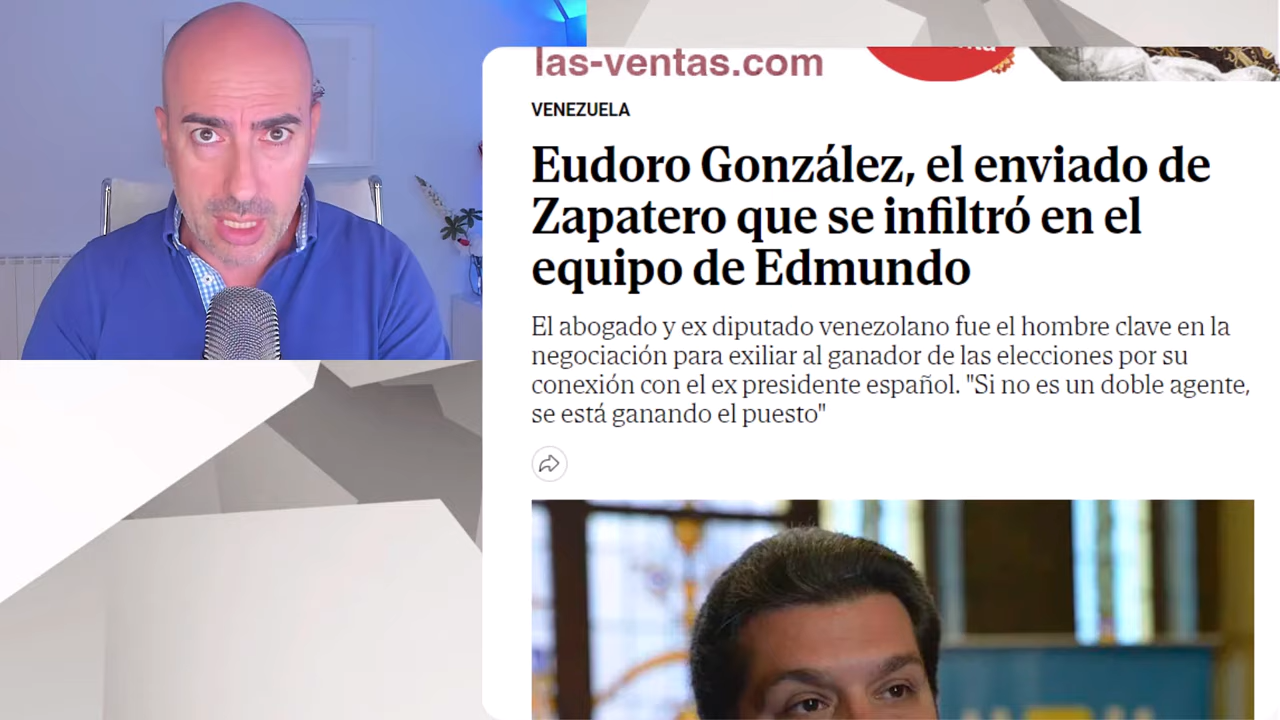 las-ventas.com
VENEZUELA
Eudoro González, el enviado de
Zapatero que se infiltró en el
equipo de Edmundo
El abogado y ex diputado venezolano fue el hombre clave en la
negociación para exiliar al ganador de las elecciones por su
conexión con el ex presidente español. "Si no es un doble agente,
se está ganando el puesto"